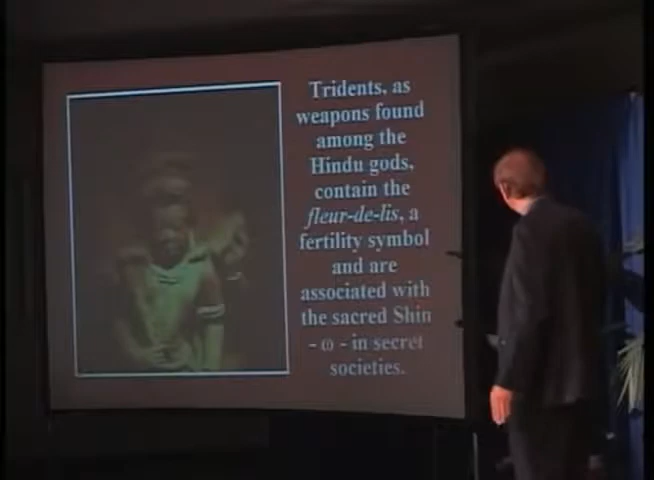 Tridents, as
weapons found
among the
Hindu gods,
contain the
fleur-de-lis, a
fertility symbol
and are
associated with
the sacred Shin
- ω - in secret
societies.